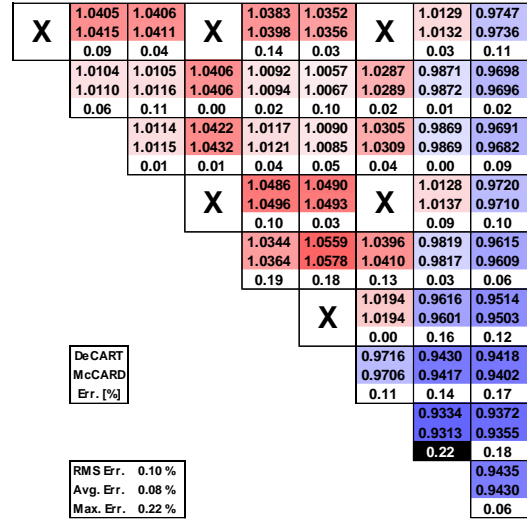 X 1.0405 1.0406 X 1.0383 1.0352 X 1.0129 0.9747
1.0415 1.0411 1.0398 1.0356 1.0132 0.9736
0.09 0.04 0.14 0.03 0.03 0.11
1.0104 1.0105 1.0406 1.0092 1.0057 1.0287 0.9871 0.9698
1.0110 1.0116 1.0406 1.0094 1.0067 1.0289 0.9872 0.9696
0.06 0.11 0.00 0.02 0.10 0.02 0.01 0.02
1.0114 1.0422 1.0117 1.0090 1.0305 0.9869 0.9691
1.0115 1.0432 1.0121 1.0085 1.0309 0.9869 0.9682
0.01 0.01 0.04 0.05 0.04 0.00 0.09
X 1.0486 1.0490 X 1.0128 0.9720
1.0496 1.0493 1.0137 0.9710
0.10 0.03 0.09 0.10
1.0344 1.0559 1.0396 0.9819 0.9615
1.0364 1.0578 1.0410 0.9817 0.9609
0.19 0.18 0.13 0.03 0.06
X 1.0194 0.9616 0.9514
1.0194 0.9601 0.9503
0.00 0.16 0.12
DeCART 0.9716 0.9430 0.9418
McCARD 0.9706 0.9417 0.9402
Err. [%] 0.11 0.14 0.17
0.9334 0.9372
0.9313 0.9355
0.22 0.18
RMS Err. 0.10 % 0.9435
Avg. Err. 0.08 % 0.9430
Max. Err. 0.22 % 0.06